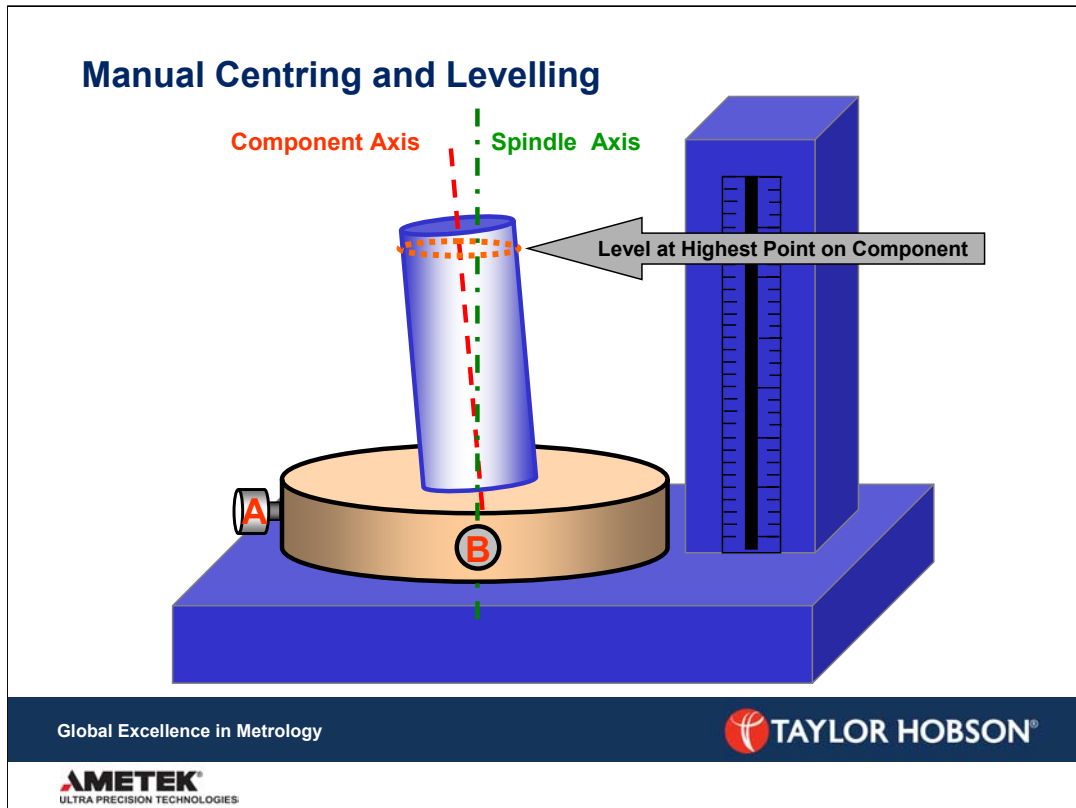 Manual Centring and Levelling
Component Axis
Spindle Axis
Level at Highest Point on Component
A
B
Global Excellence in Metrology
TAYLOR HOBSON®
AMETEK®
ULTRA PRECISION TECHNOLOGIES